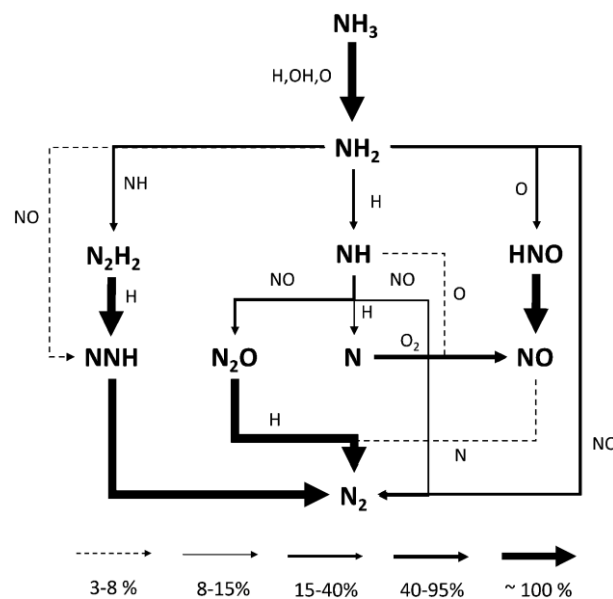 NH₃
H,OH,O
NH₂
NH
O
NO
H
N₂H₂
NH
HNO
H
NO
NO
O
H
O₂
NNH
N₂O
N
NO
H
N
NO
N₂
3-8 %
8-15%
15-40%
40-95%
~ 100 %